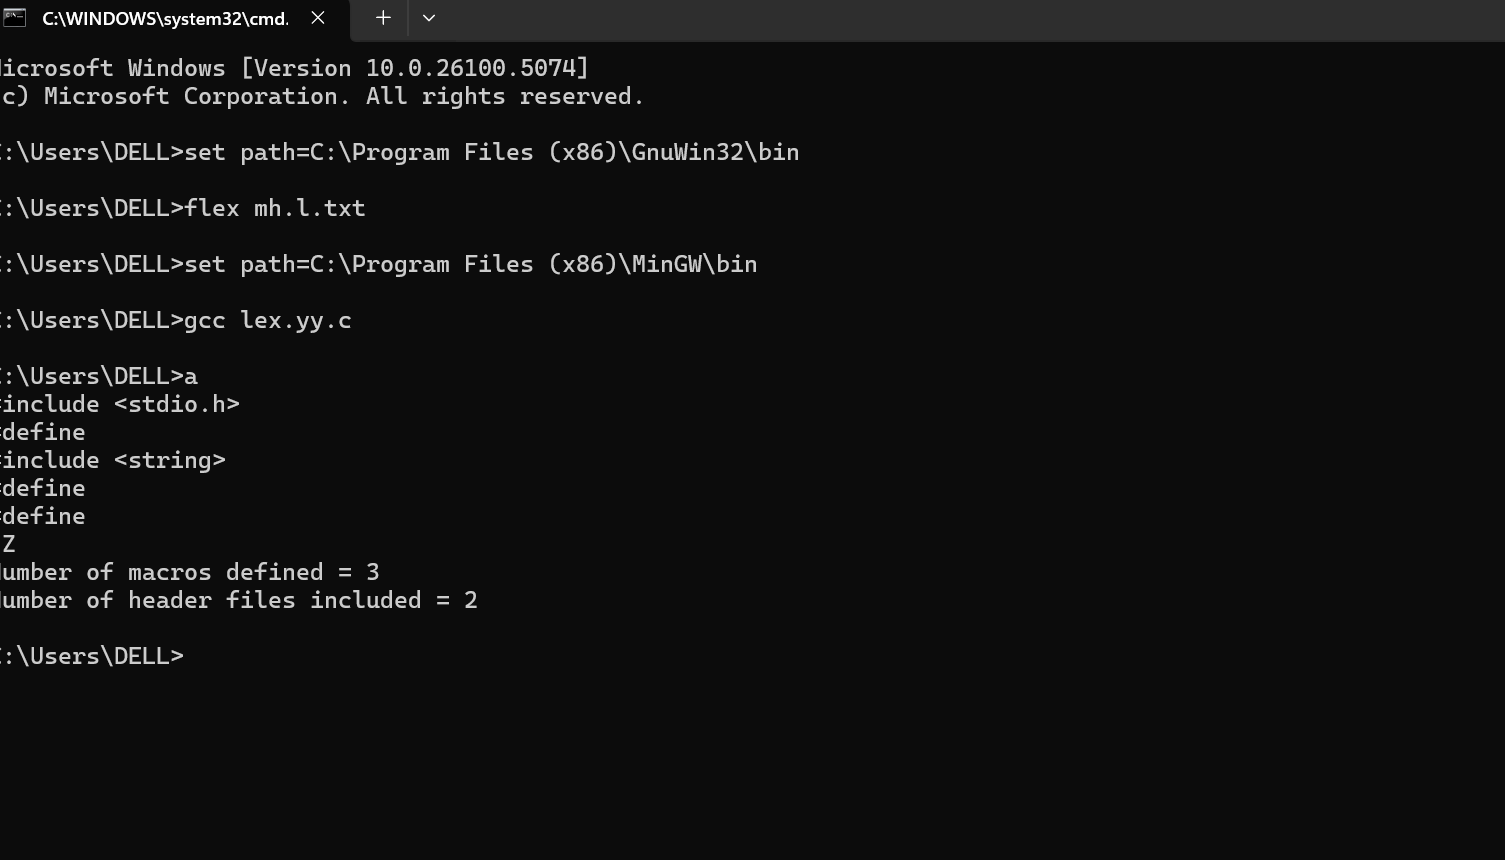 C:\WINDOWS\system32\cmd.
icrosoft Windows [Version 10.0.26100.5074]
c) Microsoft Corporation. All rights reserved.
:\Users\DELL>set path=C:\Program Files (x86)\GnuWin32\bin
:\Users\DELL>flex mh.l.txt
:\Users\DELL>set path=C:\Program Files (x86)\MinGW\bin
:\Users\DELL>gcc lex.yy.c
:\Users\DELL>a
include <stdio.h>
define
include <string>
define
define
Z
umber of macros defined = 3
umber of header files included = 2
:\Users\DELL>